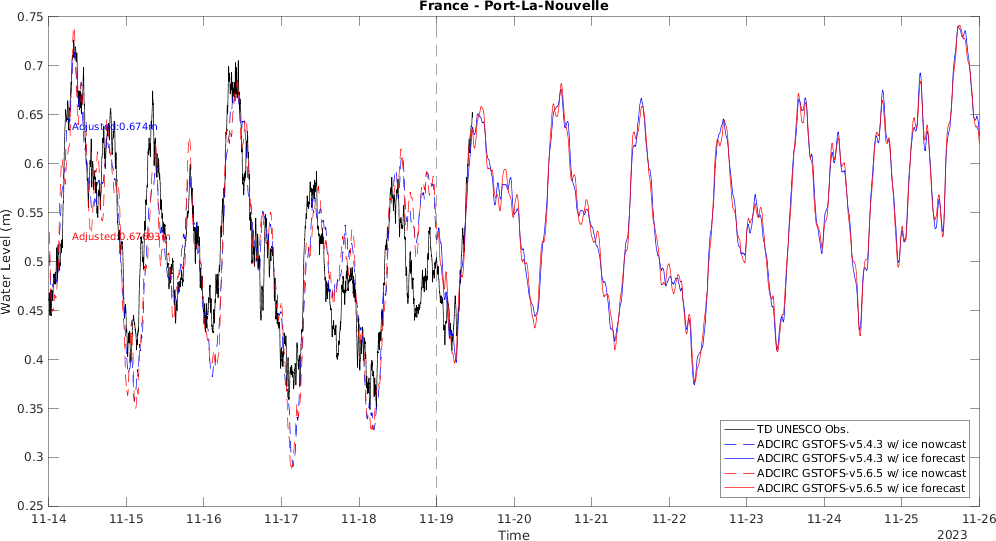 France - Port-La-Nouvelle
Water Level (m)
0.75
0.7
0.65
0.6
0.55
0.5
0.45
0.4
0.35
0.3
0.25
Adjusted:0.674m
TD UNESCO Obs.
ADCIRC GSTOFS-v5.4.3 w/ ice nowcast
ADCIRC GSTOFS-v5.4.3 w/ ice forecast
ADCIRC GSTOFS-v5.6.5 w/ ice nowcast
ADCIRC GSTOFS-v5.6.5 w/ ice forecast
11-14 11-15 11-16 11-17 11-18 11-19 11-20 11-21 11-22 11-23 11-24 11-25 11-26
Time
2023